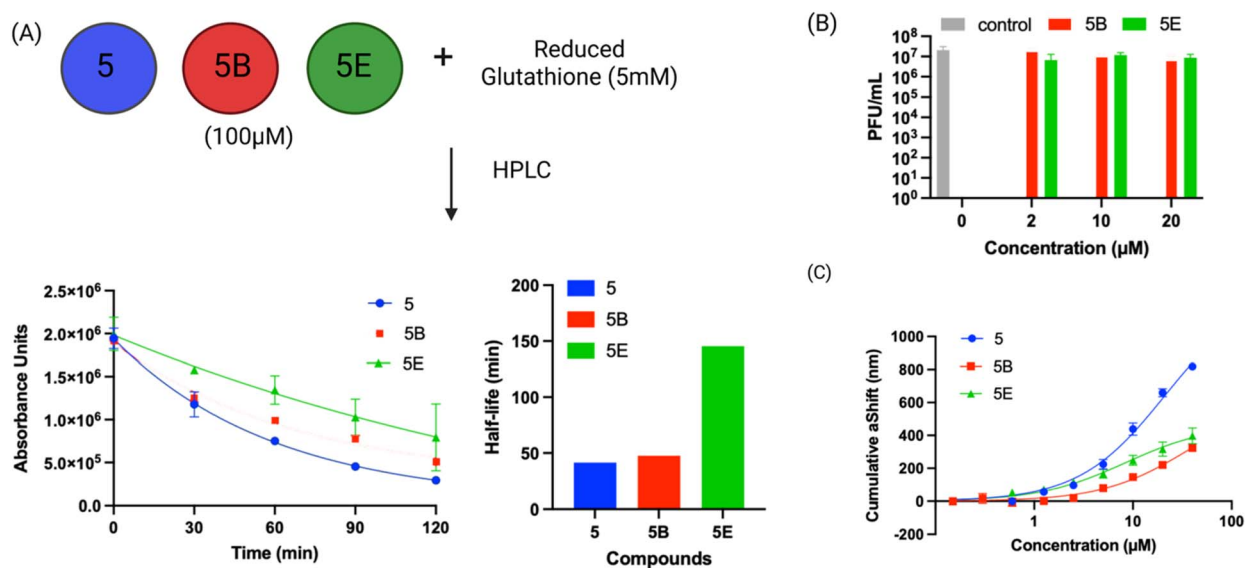 (A)
5
5B
5E
+
Reduced
Glutathione (5mM)
(100µM)
HPLC
2.5×10⁶
2.0×10⁶
1.5×10⁶
1.0×10⁶
5.0×10⁵
0.0
Absorbance Units
0 30 60 90 120
Time (min)
5
5B
5E
200
150
100
50
0
Half-life (min)
5 5B 5E
Compounds
5
5B
5E
(B)
control 5B 5E
10⁸
10⁷
10⁶
10⁵
10⁴
10³
10²
10¹
10⁰
PFU/mL
0 2 10 20
Concentration (µM)
(C)
1000
800
600
400
200
0
-200
Cumulative aShift (nm)
5
5B
5E
1 10 100
Concentration (µM)